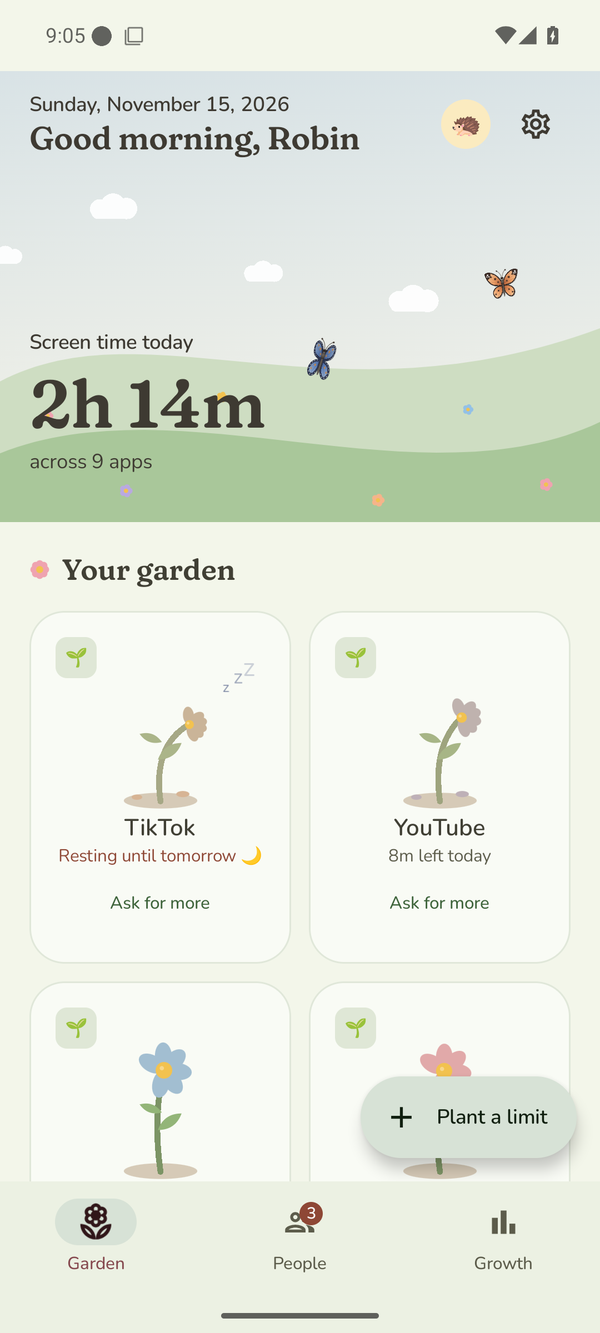 9:05
Sunday, November 15, 2026
Good morning, Robin
Screen time today
2h 14m
across 9 apps
Your garden
z z Z
TikTok
Resting until tomorrow 🌙
Ask for more
YouTube
8m left today
Ask for more
+ Plant a limit
3
Garden
People
Growth